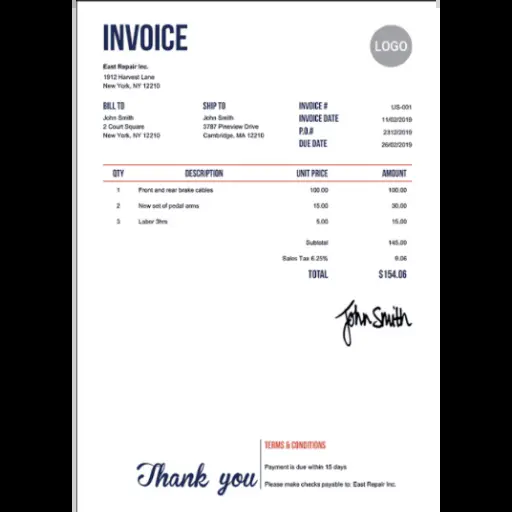 INVOICE
LOGO
East Repair Inc.
1912 Harvest Lane
New York, NY 12210
BILL TO SHIP TO INVOICE # US-001
John Smith John Smith INVOICE DATE 11/02/2019
2 Court Square 3787 Pineview Drive P.O.# 2312/2019
New York, NY 12210 Cambridge, MA 12210 DUE DATE 26/02/2019
QTY DESCRIPTION UNIT PRICE AMOUNT
1 Front and rear brake cables 100.00 100.00
2 New set of pedal arms 15.00 30.00
3 Labor 3hrs 5.00 15.00
Subtotal 145.00
Sales Tax 6.25% 9.06
TOTAL $154.06
John Smith
Thank you
TERMS & CONDITIONS
Payment is due within 15 days
Please make checks payable to: East Repair Inc.